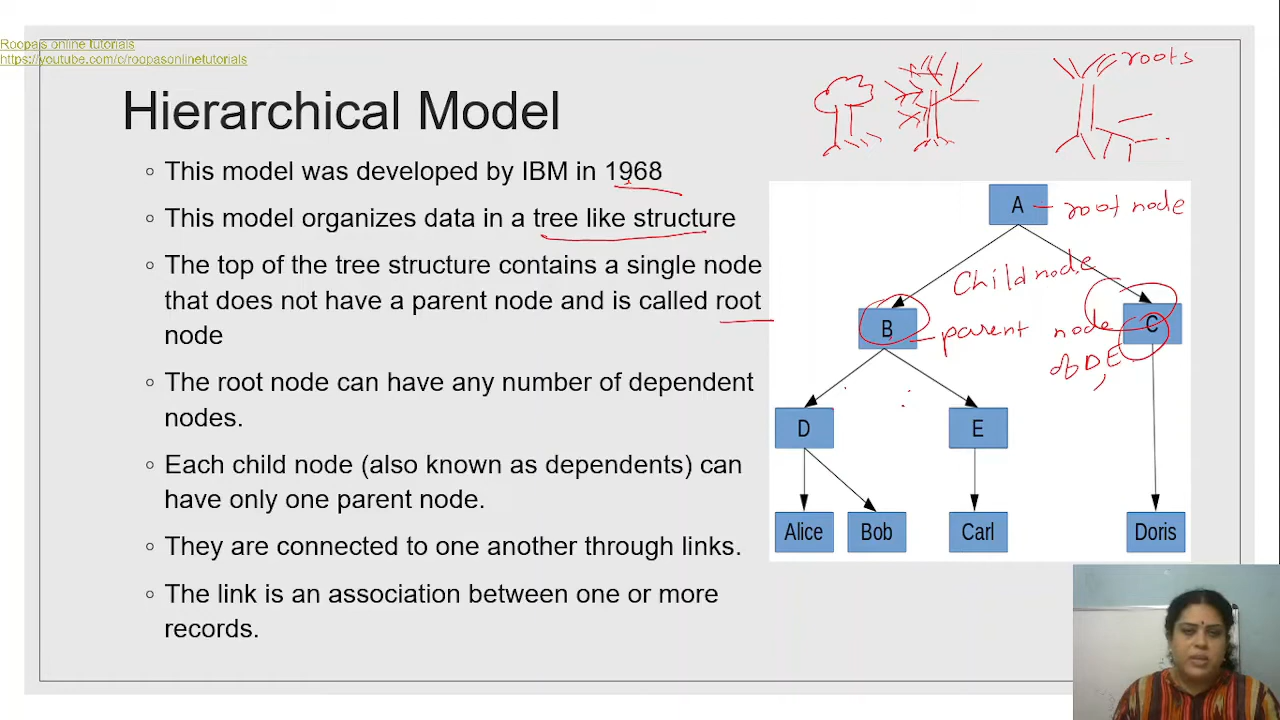 Roopa's online tutorials
https://youtube.com/c/roopasonlinetutorials
Hierarchical Model
◦ This model was developed by IBM in 1968
◦ This model organizes data in a tree like structure
◦ The top of the tree structure contains a single node
that does not have a parent node and is called root
node
◦ The root node can have any number of dependent
nodes.
◦ Each child node (also known as dependents) can
have only one parent node.
◦ They are connected to one another through links.
◦ The link is an association between one or more
records.
roots
A root node
Child node
B parent node C
of D, E
D E
Alice Bob Carl Doris